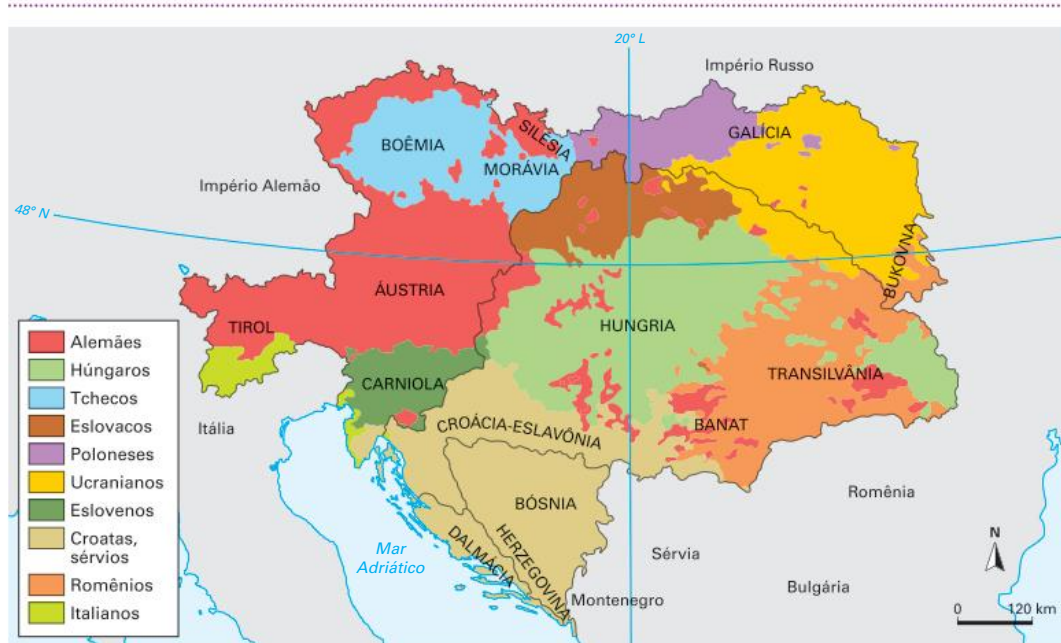 20° L
Império Russo
SILÉSIA
GALÍCIA
BOÊMIA
MORÁVIA
Império Alemão
48° N
BUKOVNA
ÁUSTRIA
TIROL
HUNGRIA
CARNIOLA
TRANSILVÂNIA
Itália
CROÁCIA-ESLAVÔNIA
BANAT
BÓSNIA
Romênia
HERZEGOVINA
DALMÁCIA
Mar
Adriático
Sérvia
Montenegro
Bulgária
N
0 120 km
Alemães
Húngaros
Tchecos
Eslovacos
Poloneses
Ucranianos
Eslovenos
Croatas,
sérvios
Romênios
Italianos